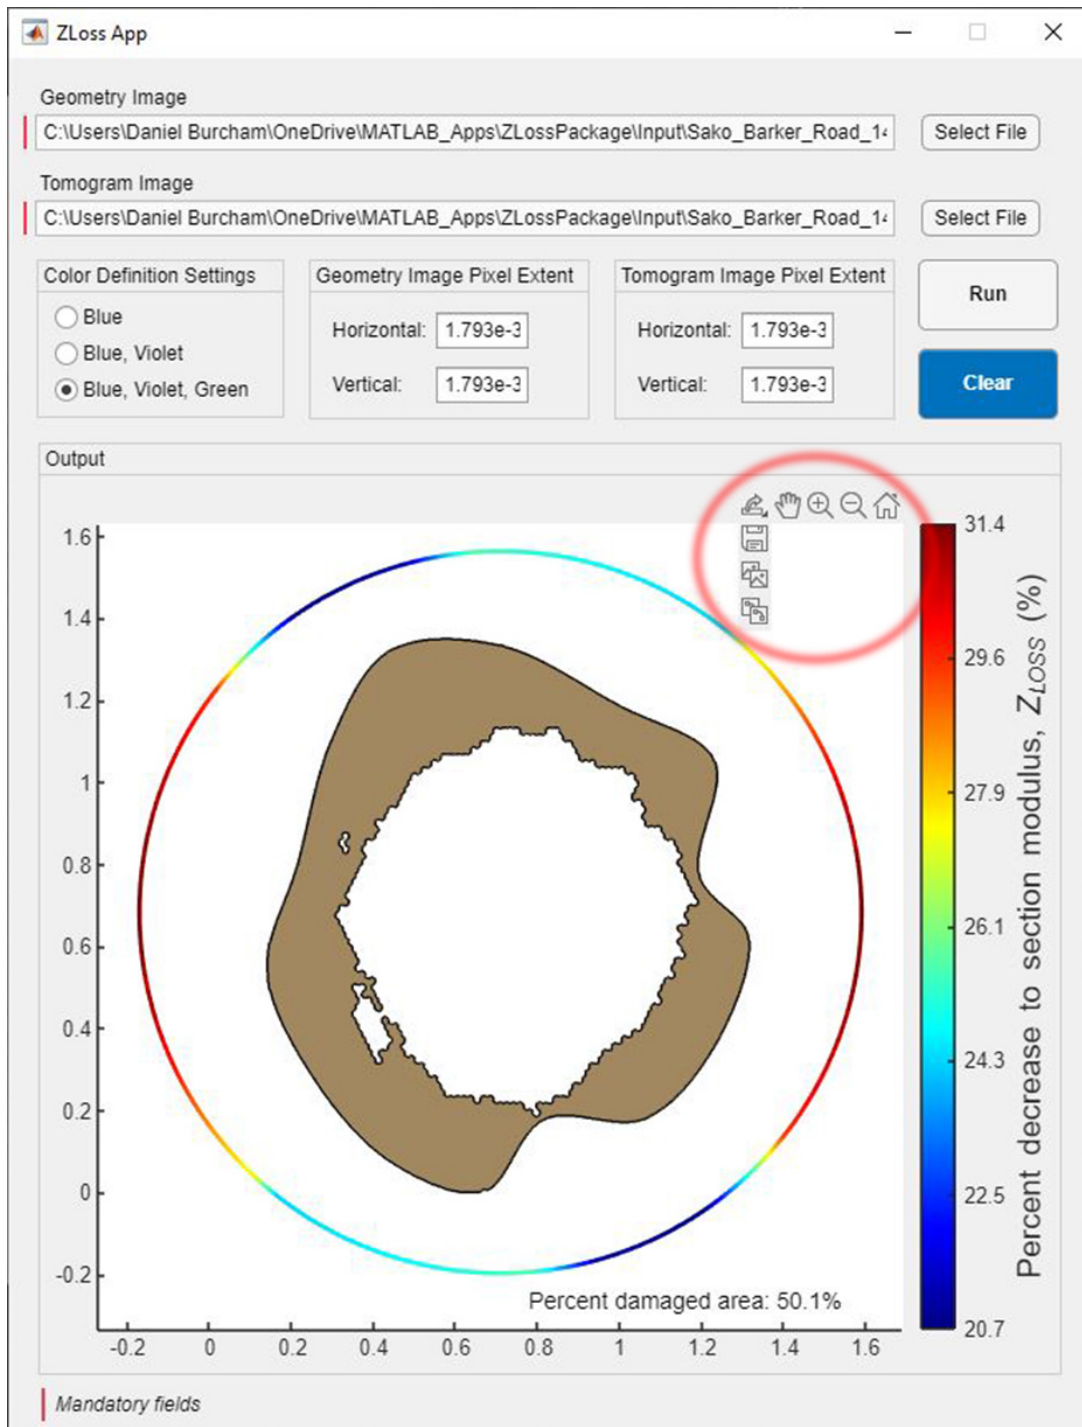 ZLoss App
Geometry Image
C:\Users\Daniel Burcham\OneDrive\MATLAB_Apps\ZLossPackage\Input\Sako_Barker_Road_14
Select File
Tomogram Image
C:\Users\Daniel Burcham\OneDrive\MATLAB_Apps\ZLossPackage\Input\Sako_Barker_Road_14
Select File
Color Definition Settings
Blue
Blue, Violet
Blue, Violet, Green
Geometry Image Pixel Extent
Horizontal: 1.793e-3
Vertical: 1.793e-3
Tomogram Image Pixel Extent
Horizontal: 1.793e-3
Vertical: 1.793e-3
Run
Clear
Output
1.6
1.4
1.2
1
0.8
0.6
0.4
0.2
0
-0.2
-0.2 0 0.2 0.4 0.6 0.8 1 1.2 1.4 1.6
Percent damaged area: 50.1%
31.4
29.6
27.9
26.1
24.3
22.5
20.7
Percent decrease to section modulus, Z_LOSS (%)
Mandatory fields